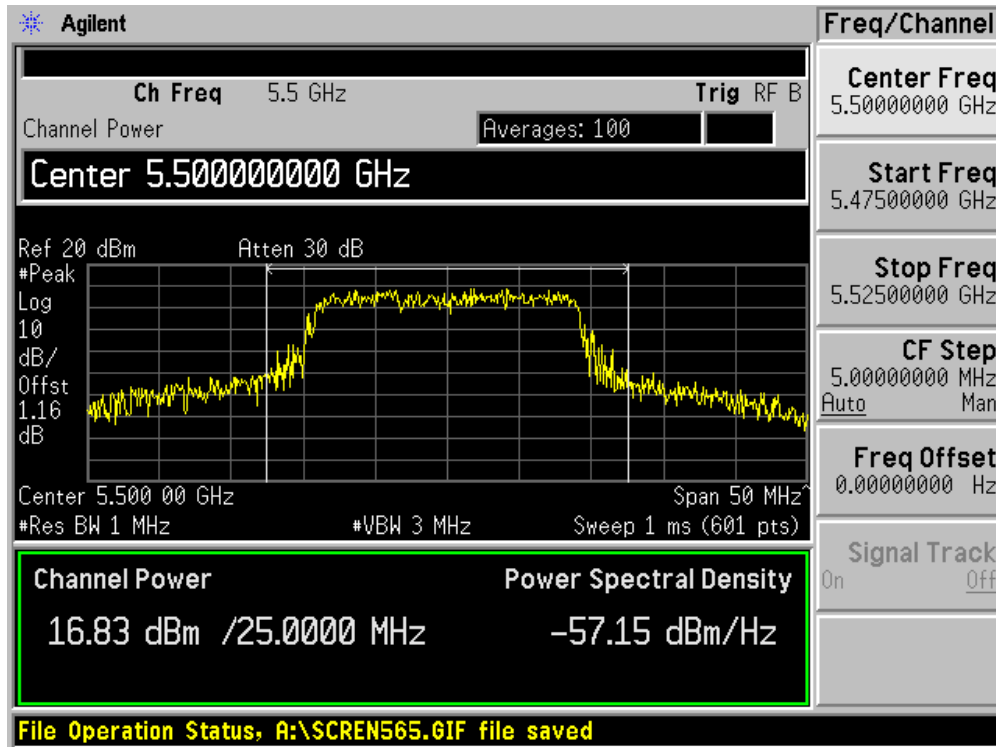 Agilent
Freq/Channel
Ch Freq 5.5 GHz Trig RF B
Channel Power Averages: 100
Center 5.500000000 GHz
Ref 20 dBm Atten 30 dB
#Peak
Log
10
dB/
Offst
1.16
dB
Center 5.500 00 GHz Span 50 MHz^
#Res BW 1 MHz #VBW 3 MHz Sweep 1 ms (601 pts)
Channel Power Power Spectral Density
16.83 dBm /25.0000 MHz -57.15 dBm/Hz
File Operation Status, A:\SCREN565.GIF file saved
Center Freq
5.50000000 GHz
Start Freq
5.47500000 GHz
Stop Freq
5.52500000 GHz
CF Step
5.00000000 MHz
Auto Man
Freq Offset
0.00000000 Hz
Signal Track
On Off